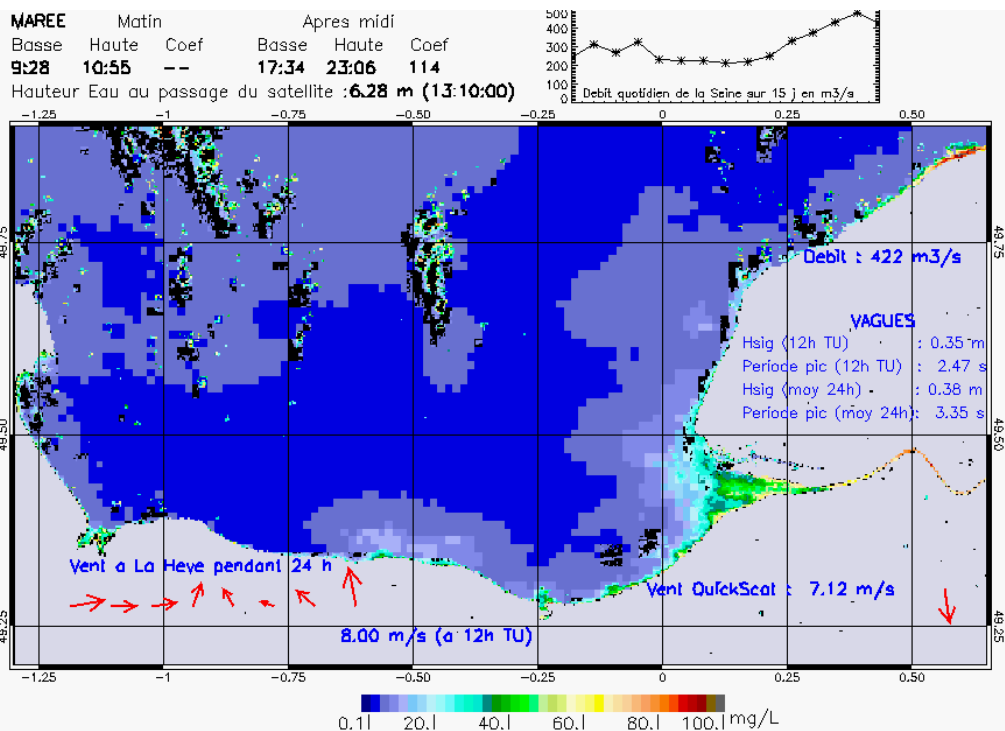 MAREE Matin Apres midi
Basse Haute Coef Basse Haute Coef
9:28 10:55 -- 17:34 23:06 114
Hauteur Eau au passage du satellite :6.28 m (13:10:00)
500
400
300
200
100
0
Debit quotidien de la Seine sur 15 j en m3/s
-1.25 -1 -0.75 -0.50 -0.25 0 0.25 0.50
49.75 49.75
Debit : 422 m3/s
VAGUES
Hsig (12h TU) : 0.35 m
Periode pic (12h TU) : 2.47 s
Hsig (moy 24h) : 0.38 m
Periode pic (moy 24h): 3.35 s
49.50 49.50
Vent a La Heve pendant 24 h
Vent QuickScat : 7.12 m/s
49.25 49.25
8.00 m/s (a 12h TU)
-1.25 -1 -0.75 -0.50 -0.25 0 0.25 0.50
0.1| 20.| 40.| 60.| 80.| 100.| mg/L